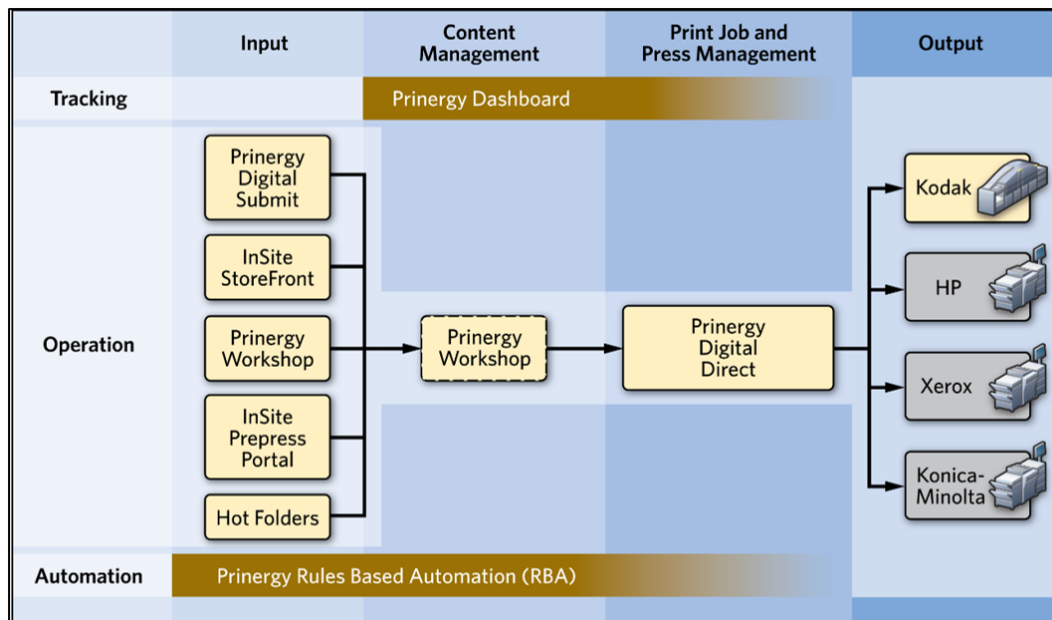 Input
Content
Management
Print Job and
Press Management
Output
Tracking
Prinergy Dashboard
Operation
Prinergy
Digital
Submit
InSite
StoreFront
Prinergy
Workshop
InSite
Prepress
Portal
Hot Folders
Prinergy
Workshop
Prinergy
Digital
Direct
Kodak
HP
Xerox
Konica-
Minolta
Automation
Prinergy Rules Based Automation (RBA)